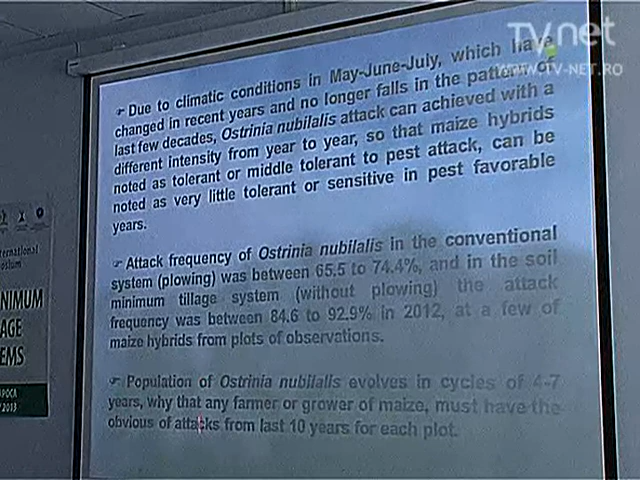 TV.net
WWW.TV-NET.RO
☞ Due to climatic conditions in May-June-July, which have
changed in recent years and no longer falls in the pattern of
last few decades, Ostrinia nubilalis attack can achieved with a
different intensity from year to year, so that maize hybrids
noted as tolerant or middle tolerant to pest attack, can be
noted as very little tolerant or sensitive in pest favorable
years.
☞ Attack frequency of Ostrinia nubilalis in the conventional
system (plowing) was between 65,5 to 74.4%, and in the soil
minimum tillage system (without plowing) the attack
frequency was between 84.6 to 92.9% in 2012, at a few of
maize hybrids from plots of observations.
☞ Population of Ostrinia nubilalis evolves in cycles of 4-7
years, why that any farmer or grower of maize, must have the
obvious of attacks from last 10 years for each plot.
ternational
osium
NIMUM
AGE
EMS
APOCA
2013